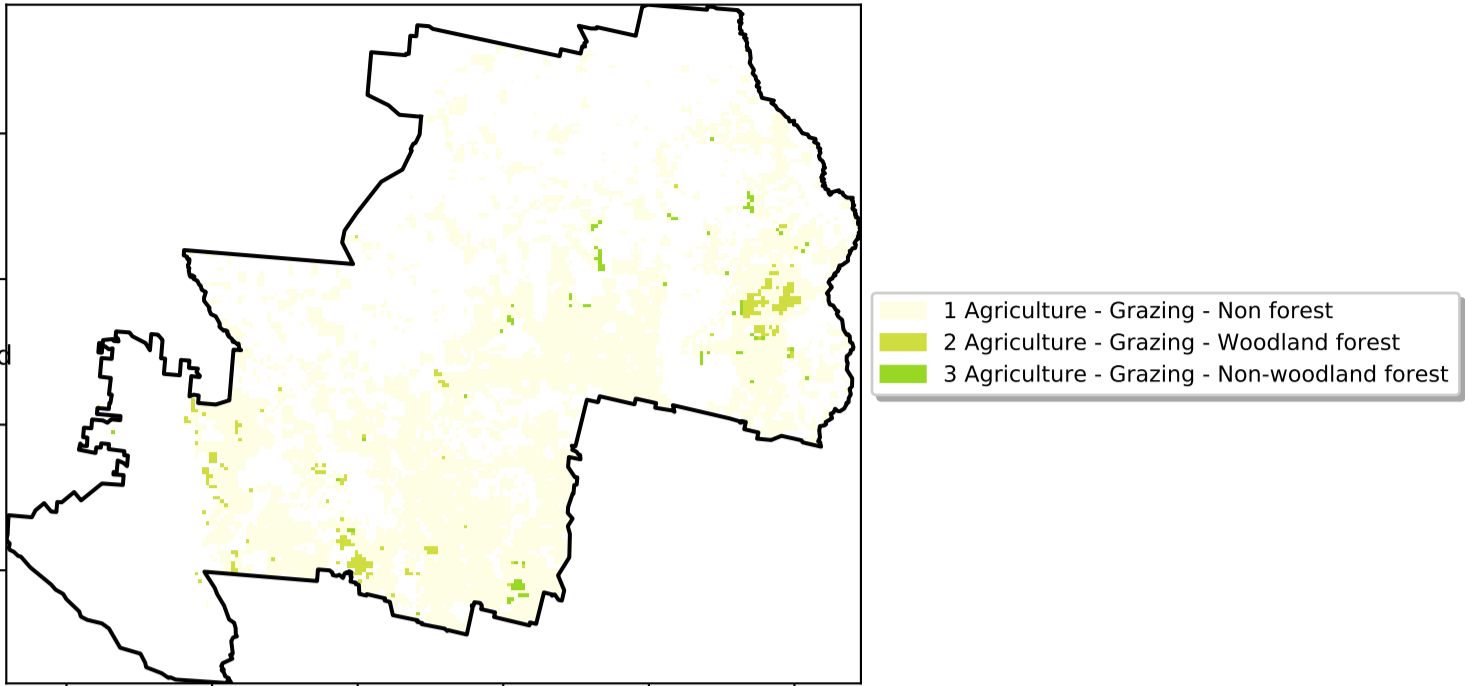 1 Agriculture - Grazing - Non forest
2 Agriculture - Grazing - Woodland forest
3 Agriculture - Grazing - Non-woodland forest